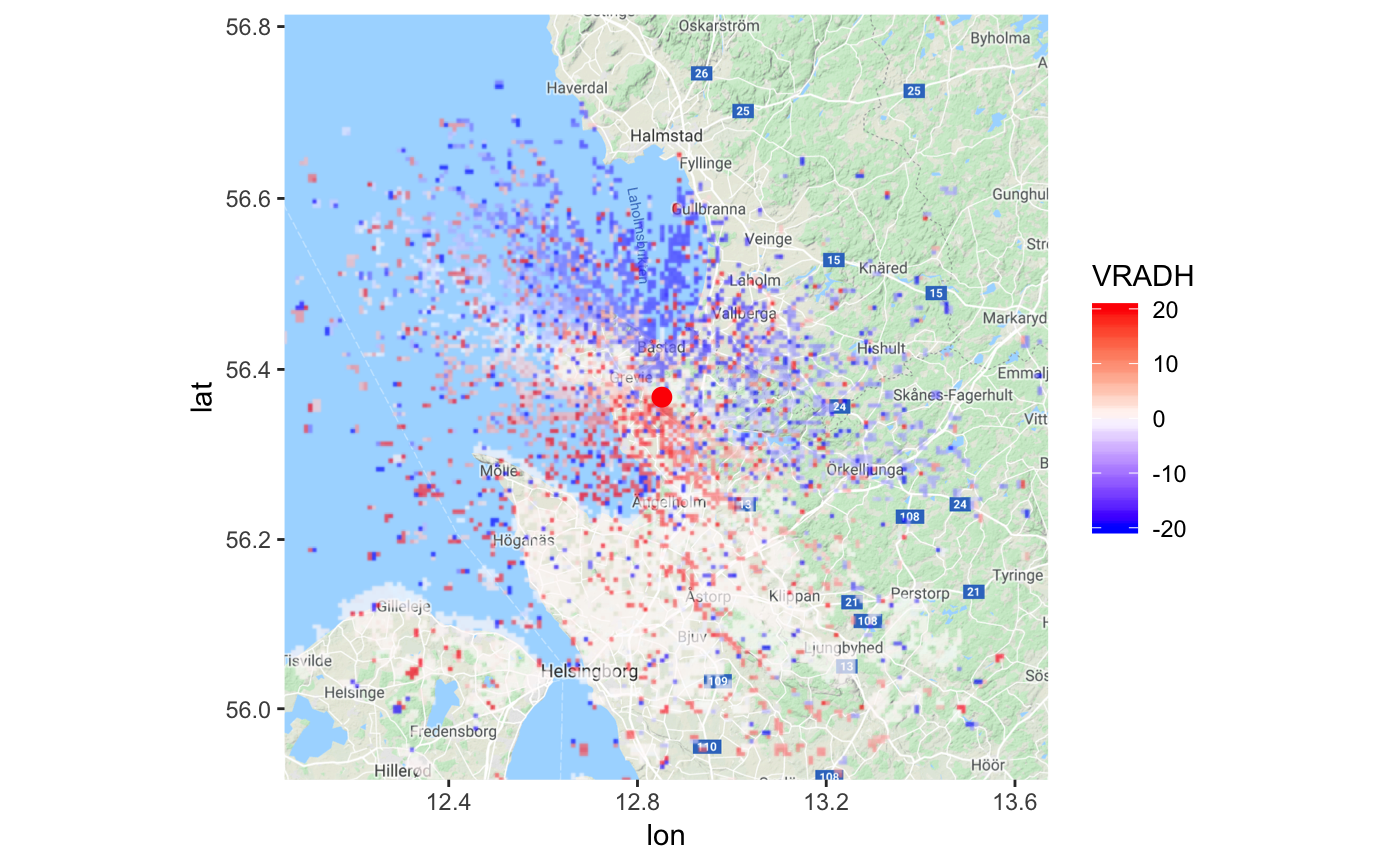 56.8
56.6
56.4
56.2
56.0
lat
12.4
12.8
13.2
13.6
lon
VRADH
20
10
0
-10
-20
Oskarström
Byholma
26
25
25
Haverdal
Halmstad
Fyllinge
Gullbranna
Laholmsbukten
Veinge
15
Knäred
15
Laholm
Vallberga
Markaryd
Båstad
Hishult
Grevie
24
Skånes-Fagerhult
Mölle
Örkelljunga
Ängelholm
13
24
108
Höganäs
Tyringe
Gilleleje
Åstorp
Klippan
Perstorp
21
21
108
Bjuv
Ljungbyhed
13
Helsingborg
109
Helsinge
Fredensborg
110
Hillerød
Höör
108